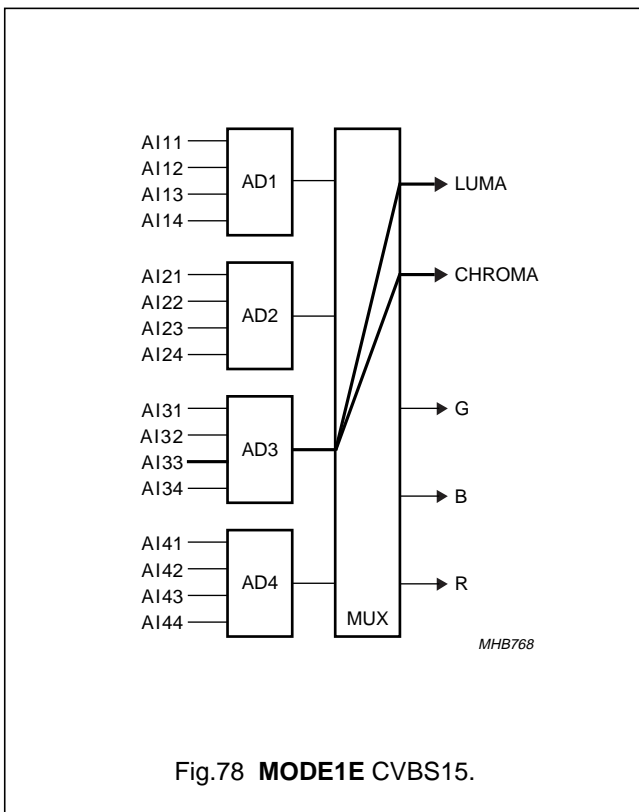 AI11
AI12
AI13
AI14
AD1
AI21
AI22
AI23
AI24
AD2
AI31
AI32
AI33
AI34
AD3
AI41
AI42
AI43
AI44
AD4
MUX
LUMA
CHROMA
G
B
R
MHB768
Fig.78 MODE1E CVBS15.